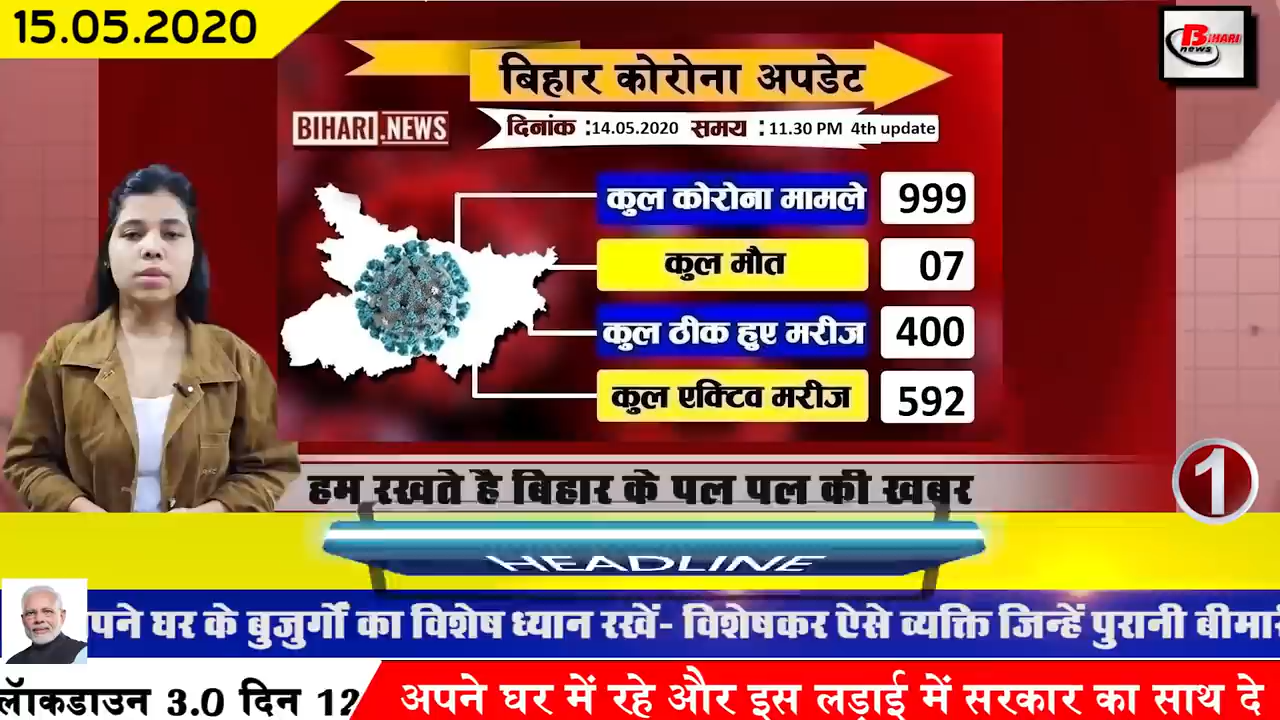 15.05.2020
BIHARI news
बिहार कोरोना अपडेट
BIHARI.NEWS
दिनांक : 14.05.2020 समय : 11.30 PM 4th update
कुल कोरोना मामले 999
कुल मौत 07
कुल ठीक हुए मरीज 400
कुल एक्टिव मरीज 592
हम रखते है बिहार के पल पल की खबर
1
HEADLINE
पने घर के बुजुर्गों का विशेष ध्यान रखें- विशेषकर ऐसे व्यक्ति जिन्हें पुरानी बीमा
लॉकडाउन 3.0 दिन 12
अपने घर में रहे और इस लड़ाई में सरकार का साथ दे